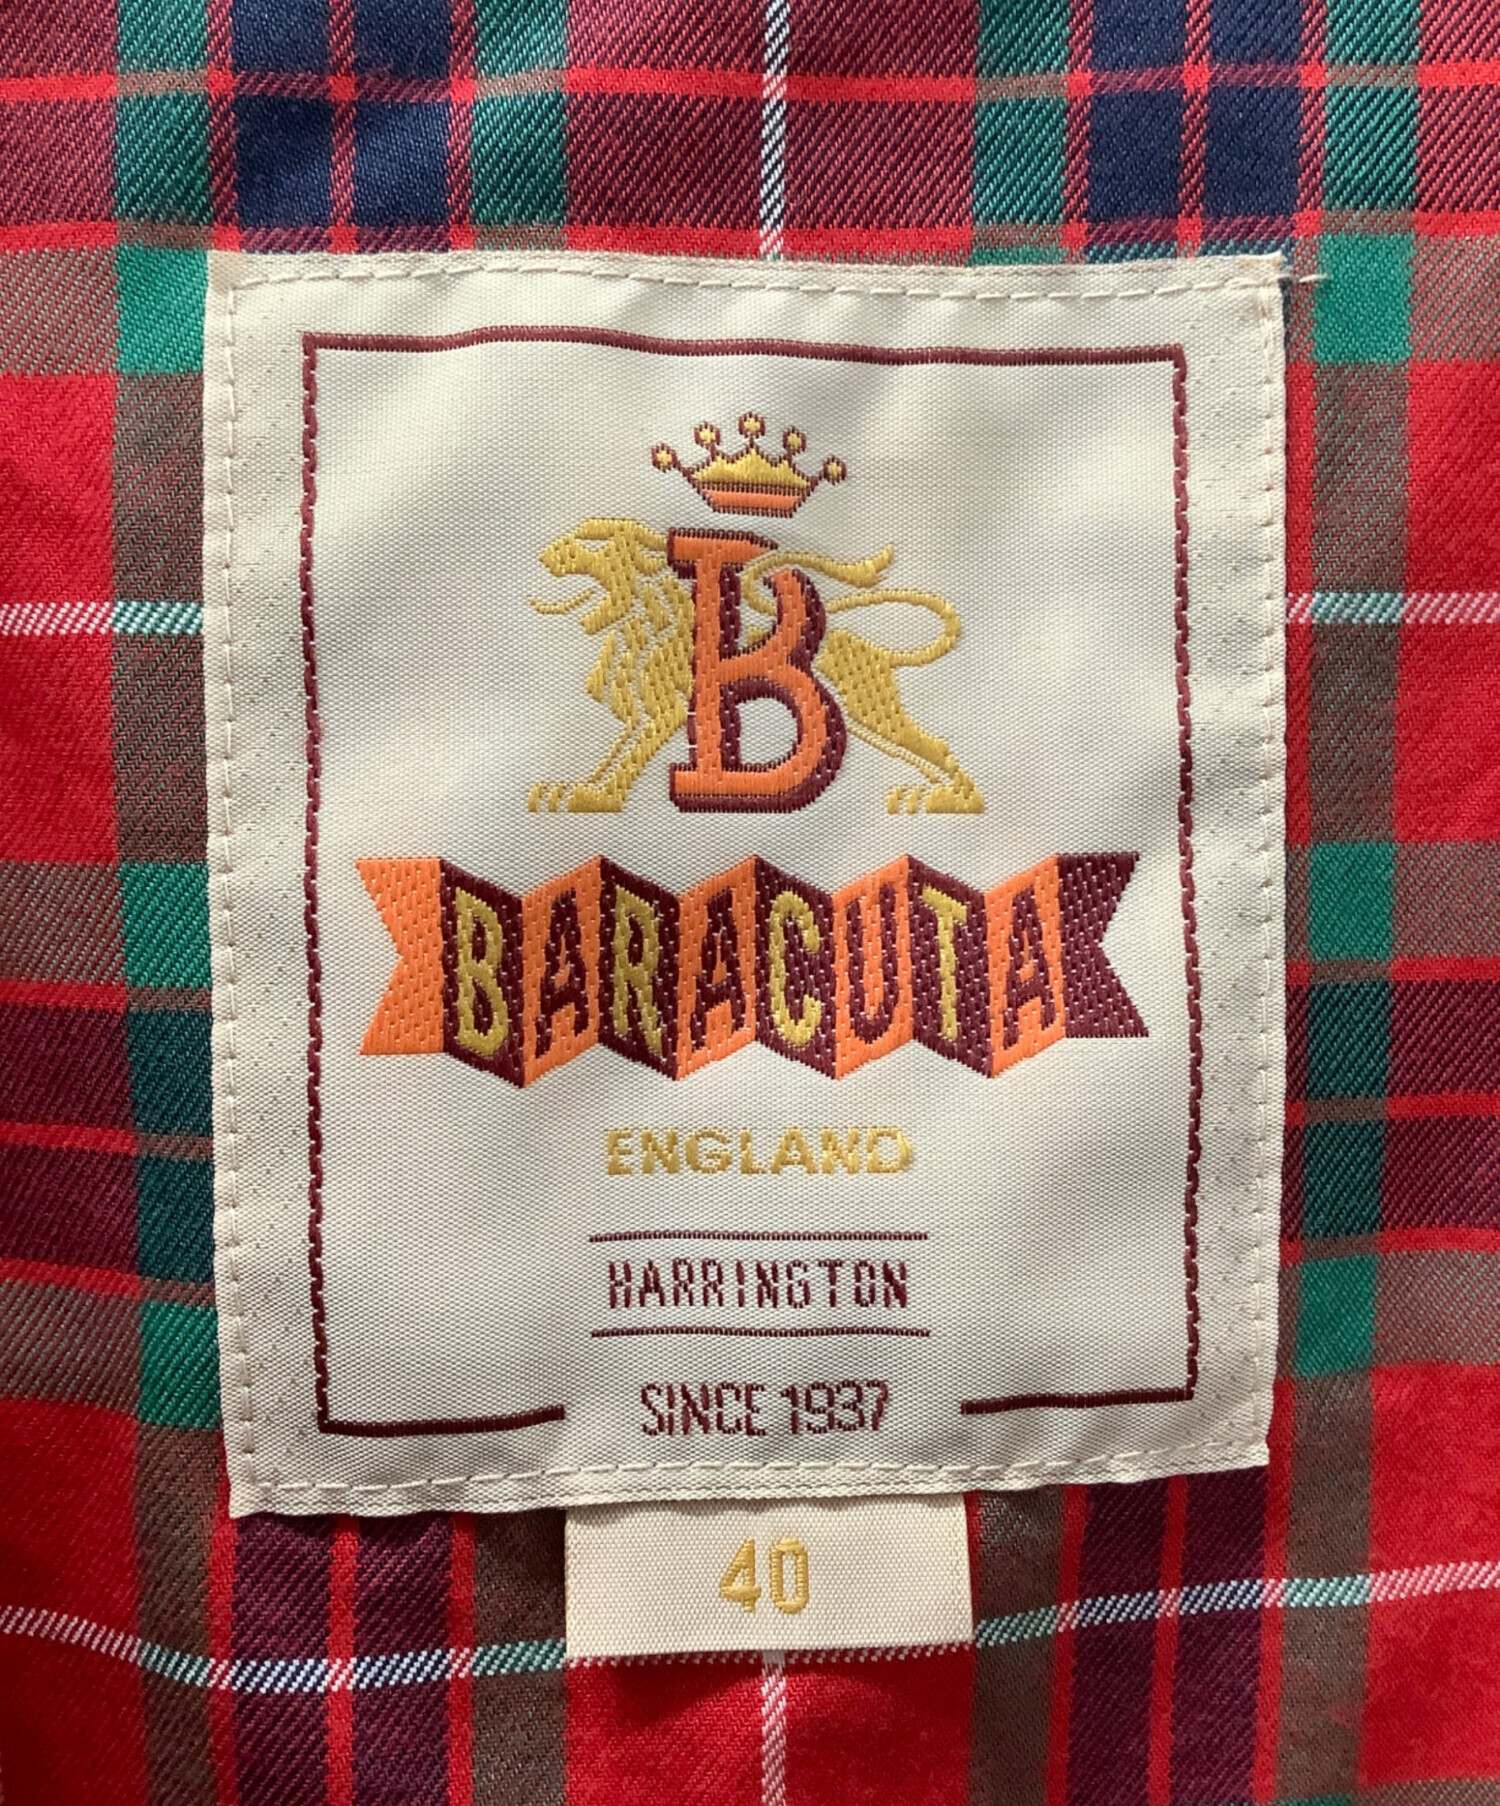 B
BARACUTA
ENGLAND
HARRINGTON
SINCE 1937
40